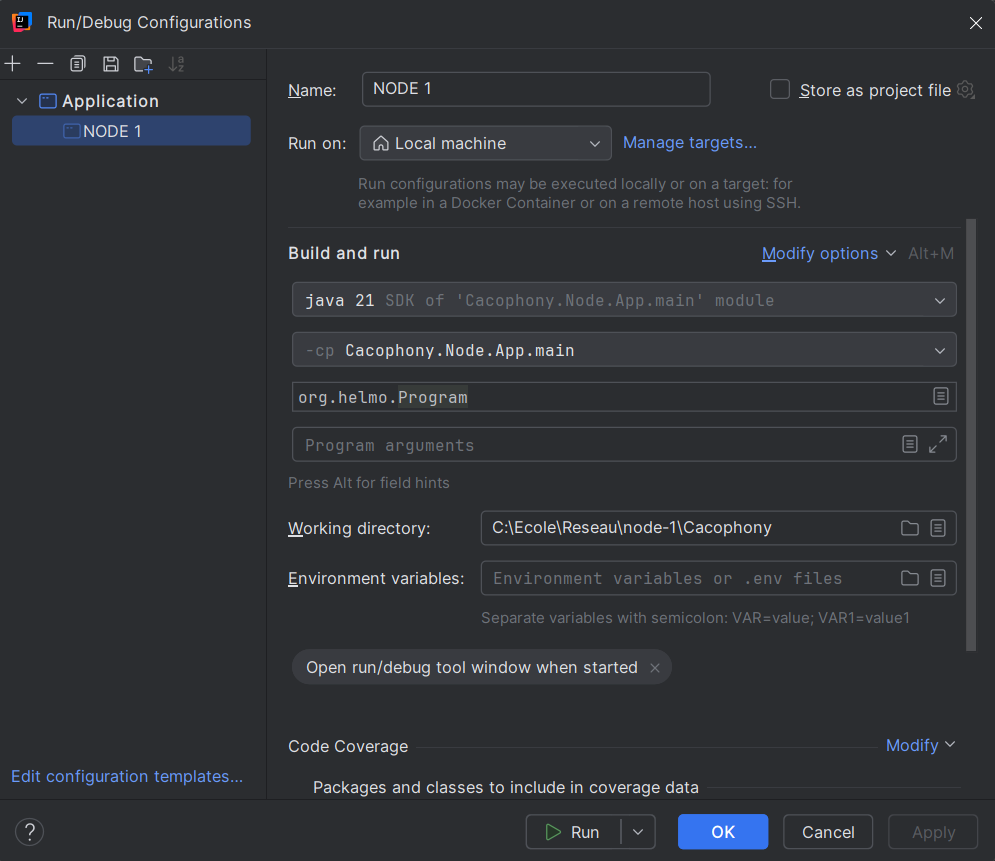 Run/Debug Configurations
Application
NODE 1
Edit configuration templates...
Name: NODE 1
Store as project file
Run on: Local machine Manage targets...
Run configurations may be executed locally or on a target: for
example in a Docker Container or on a remote host using SSH.
Build and run
Modify options Alt+M
java 21 SDK of 'Cacophony.Node.App.main' module
-cp Cacophony.Node.App.main
org.helmo.Program
Program arguments
Press Alt for field hints
Working directory: C:\Ecole\Reseau\node-1\Cacophony
Environment variables: Environment variables or .env files
Separate variables with semicolon: VAR=value; VAR1=value1
Open run/debug tool window when started
Code Coverage Modify
Packages and classes to include in coverage data
? Run OK Cancel Apply